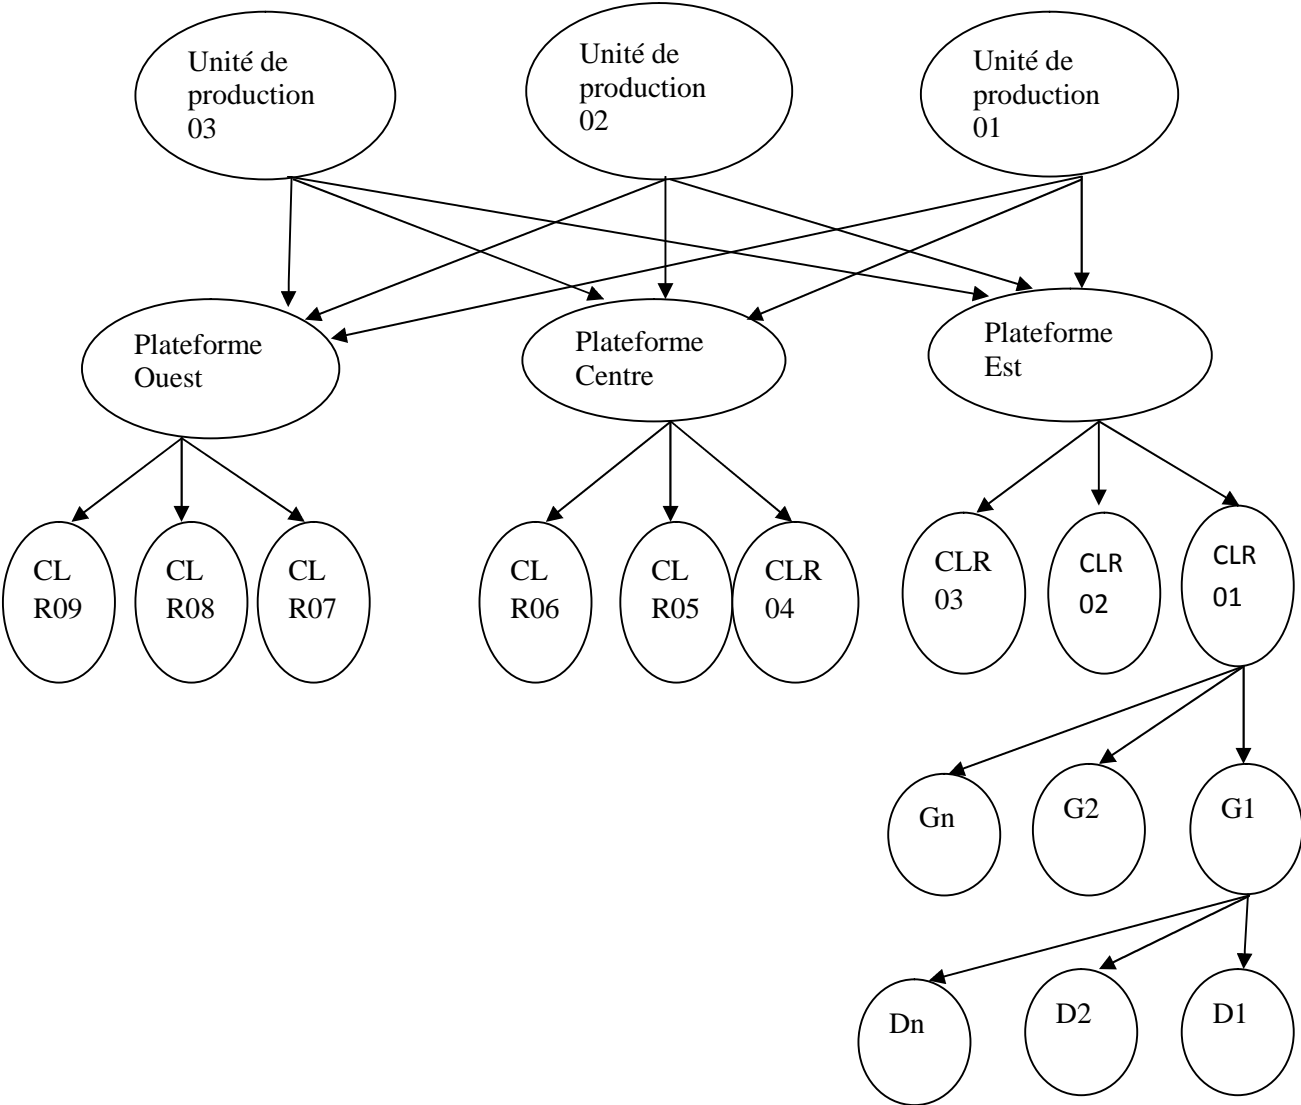 Unité de
production
03
Unité de
production
02
Unité de
production
01
Plateforme
Ouest
Plateforme
Centre
Plateforme
Est
CL
R09
CL
R08
CL
R07
CL
R06
CL
R05
CLR
04
CLR
03
CLR
02
CLR
01
Gn
G2
G1
Dn
D2
D1